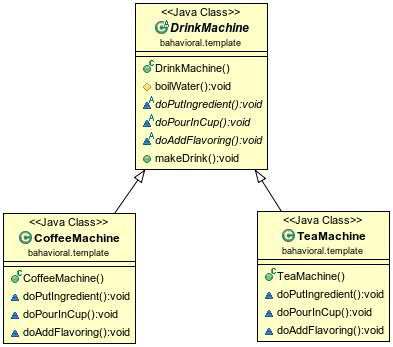 <<Java Class>>
DrinkMachine
bahavioral.template
DrinkMachine()
boilWater():void
doPutIngredient():void
doPourInCup():void
doAddFlavoring():void
makeDrink():void
<<Java Class>>
CoffeeMachine
bahavioral.template
CoffeeMachine()
doPutIngredient():void
doPourInCup():void
doAddFlavoring():void
<<Java Class>>
TeaMachine
bahavioral.template
TeaMachine()
doPutIngredient():void
doPourInCup():void
doAddFlavoring():void